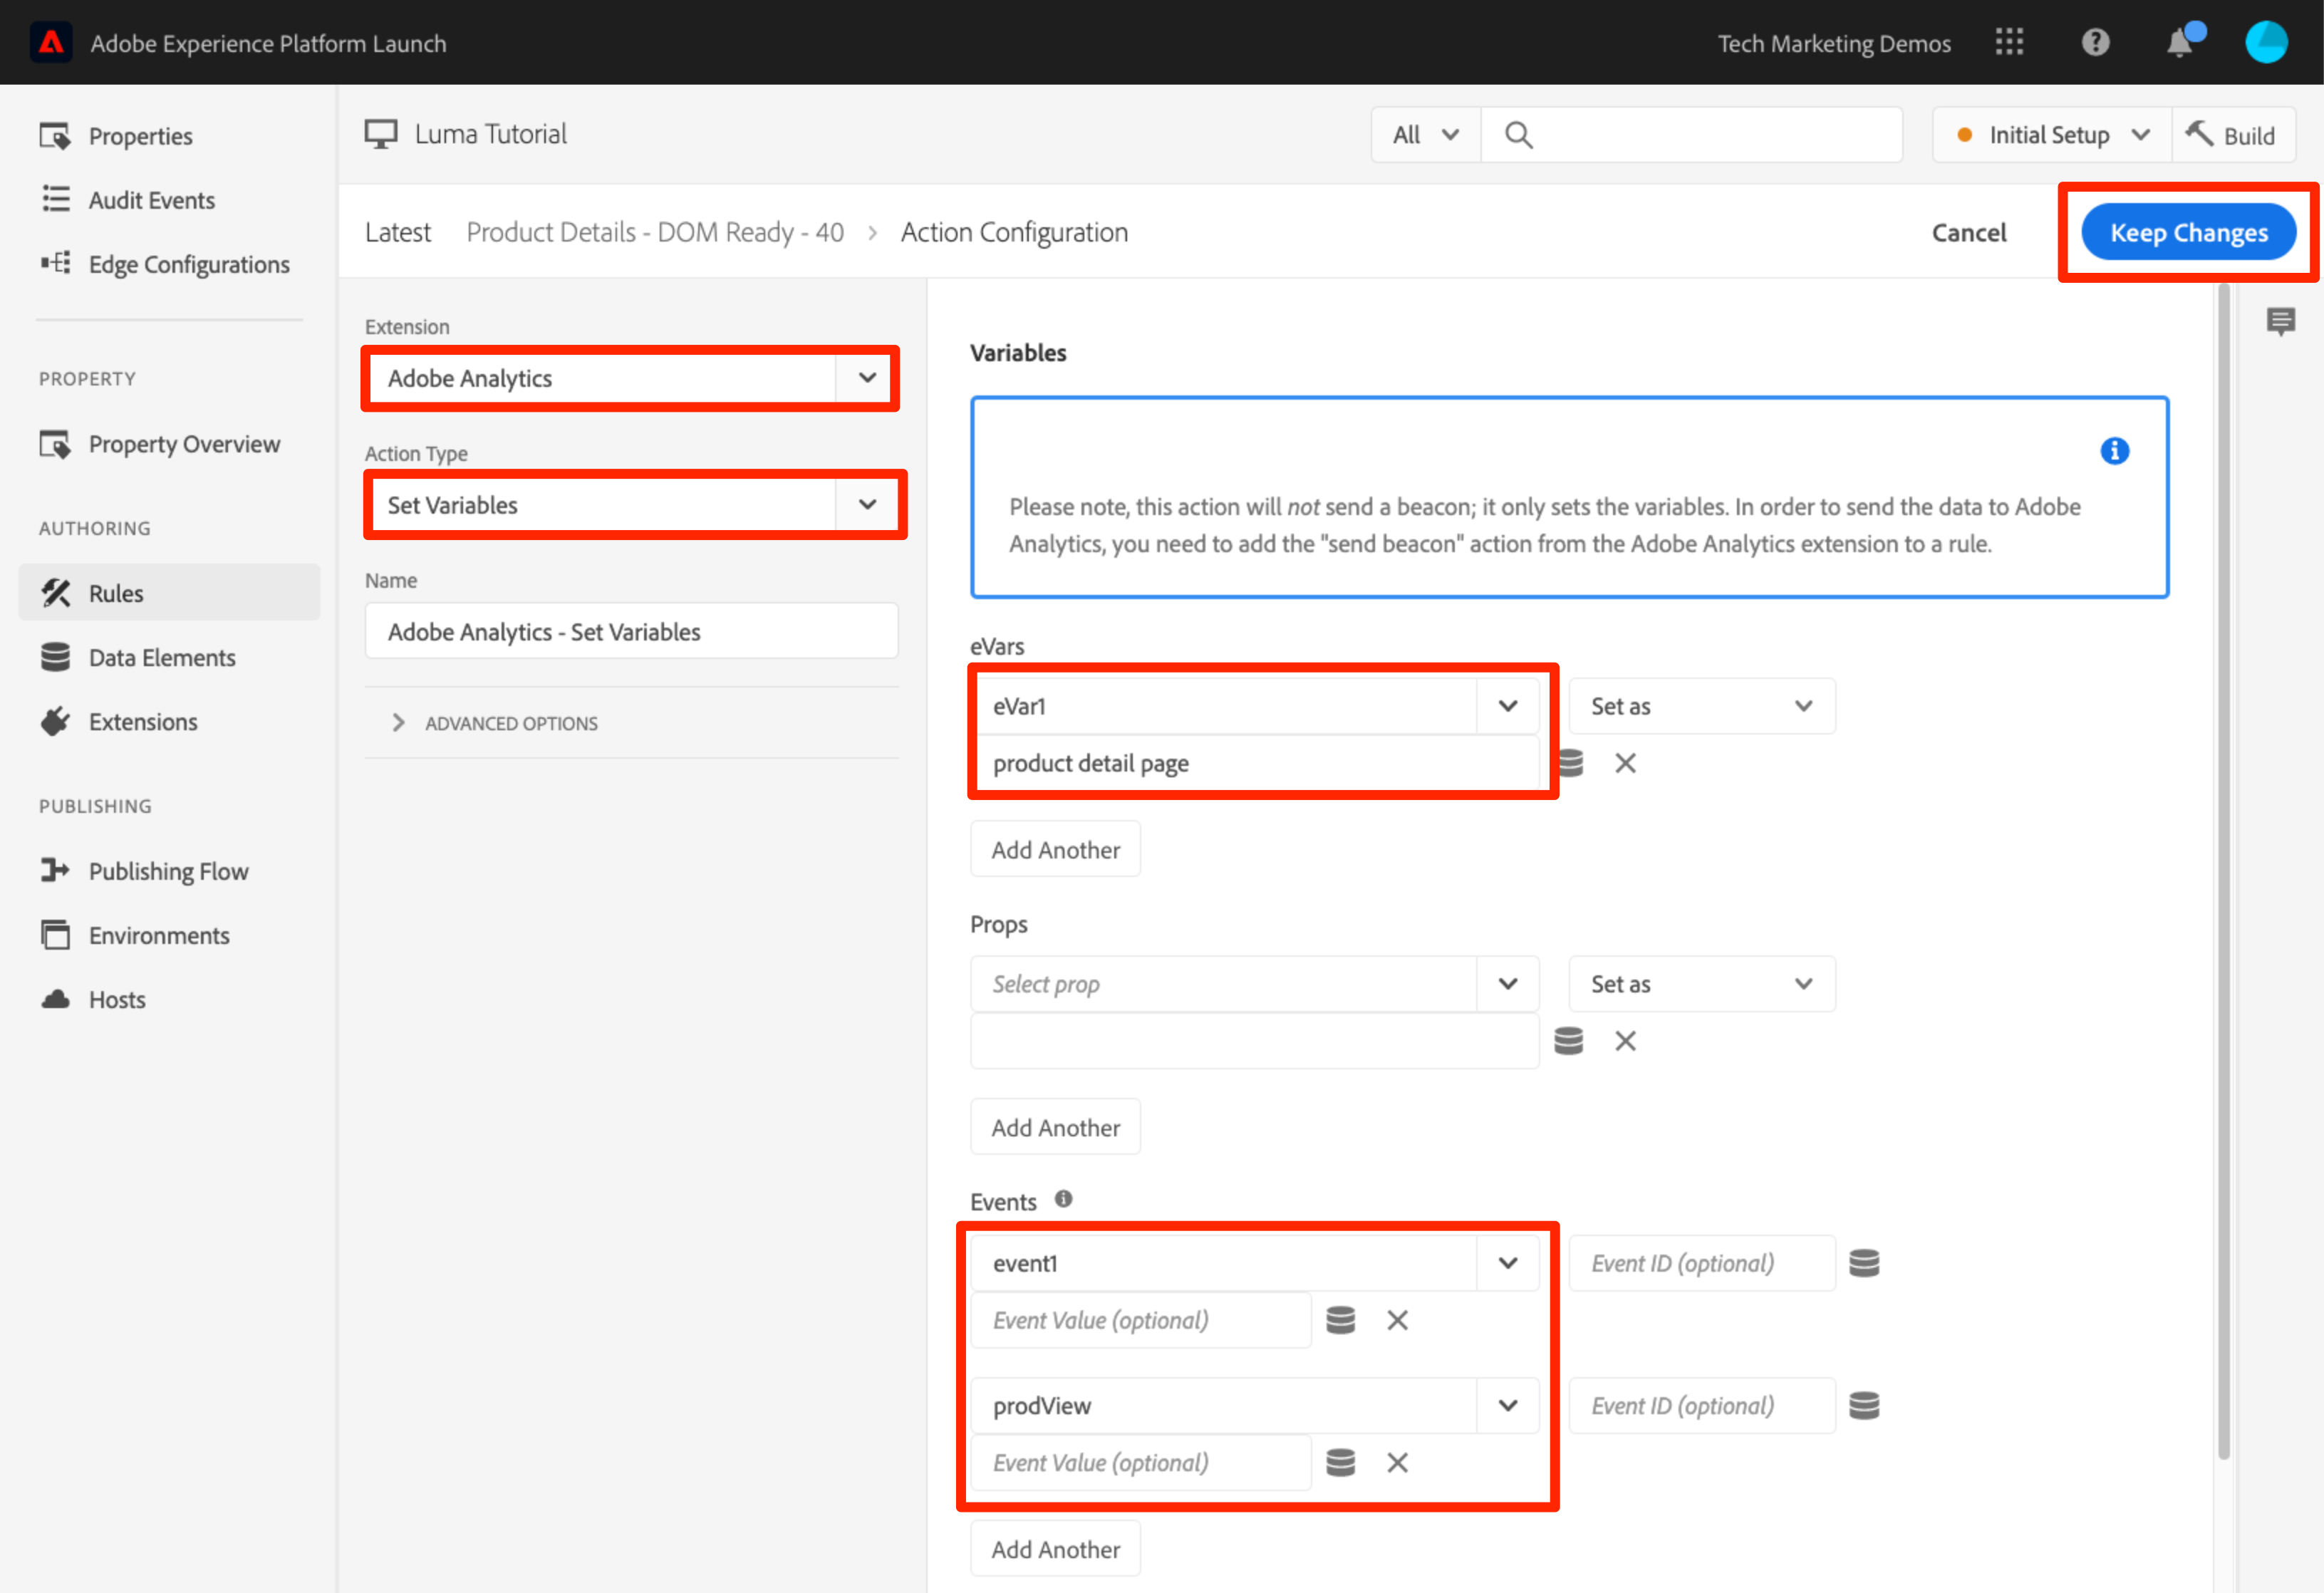 Adobe Experience Platform Launch
Tech Marketing Demos
Properties
Audit Events
Edge Configurations
PROPERTY
Property Overview
AUTHORING
Rules
Data Elements
Extensions
PUBLISHING
Publishing Flow
Environments
Hosts
Luma Tutorial
All
Initial Setup
Build
Latest Product Details - DOM Ready - 40 > Action Configuration
Cancel
Keep Changes
Extension
Adobe Analytics
Action Type
Set Variables
Name
Adobe Analytics - Set Variables
ADVANCED OPTIONS
Variables
Please note, this action will not send a beacon; it only sets the variables. In order to send the data to Adobe
Analytics, you need to add the "send beacon" action from the Adobe Analytics extension to a rule.
eVars
eVar1
Set as
product detail page
Add Another
Props
Select prop
Set as
Add Another
Events
event1
Event ID (optional)
Event Value (optional)
prodView
Event ID (optional)
Event Value (optional)
Add Another